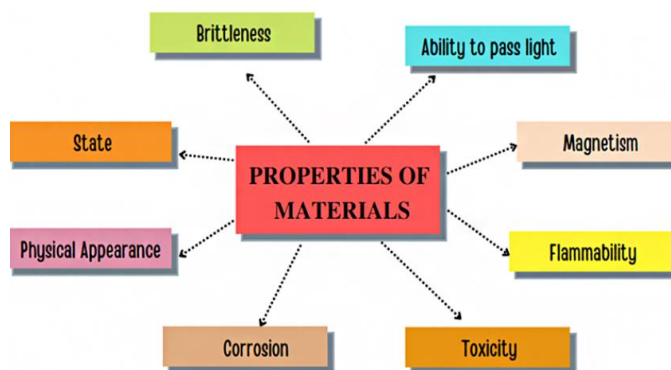 Brittleness
Ability to pass light
State
Magnetism
PROPERTIES OF
MATERIALS
Physical Appearance
Flammability
Corrosion
Toxicity